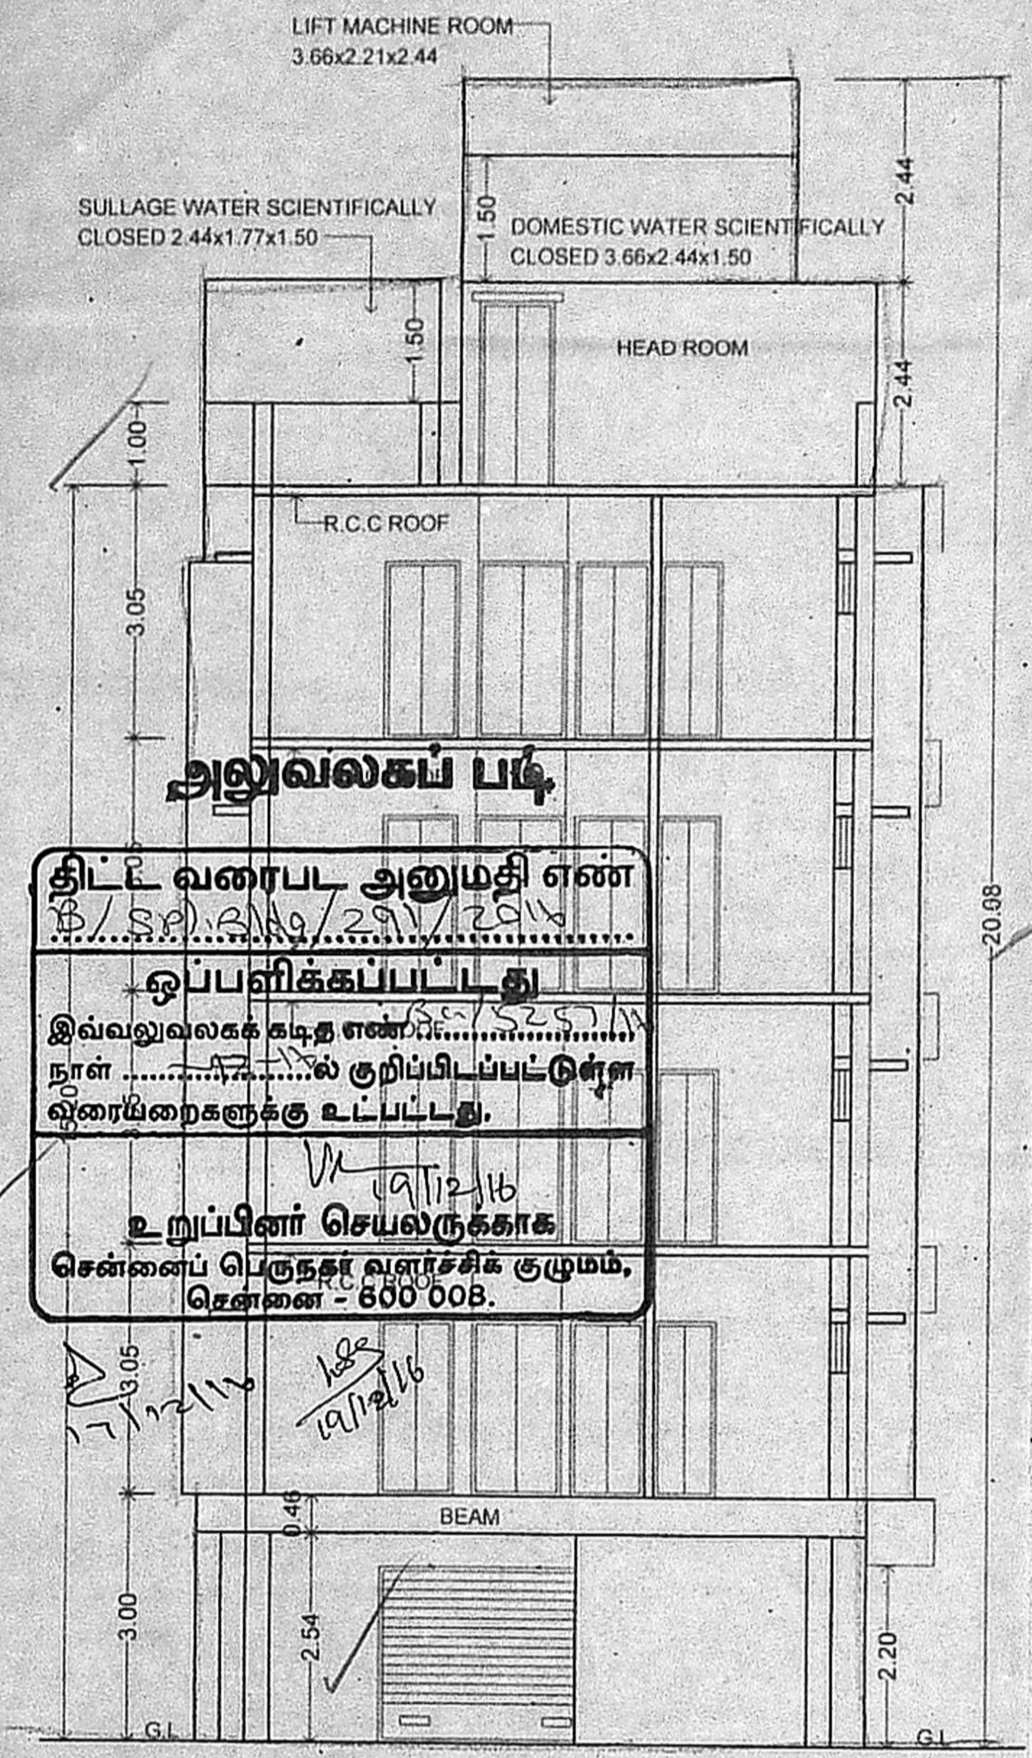 LIFT MACHINE ROOM
3.66x2.21x2.44
2.44
SULLAGE WATER SCIENTIFICALLY
CLOSED 2.44x1.77x1.50
1.50
DOMESTIC WATER SCIENTIFICALLY
CLOSED 3.66x2.44x1.50
1.50
HEAD ROOM
2.44
1.00
R.C.C ROOF
3.05
அலுவலகப் படி
திட்ட வரைபட அனுமதி எண்
ஒப்பளிக்கப்பட்டது
இவ்வலுவலகக் கடித எண்
நாள் ல் குறிப்பிடப்பட்டுள்ள
வரையறைகளுக்கு உட்பட்டது.
19/12/16
உறுப்பினர் செயலருக்காக
சென்னைப் பெருநகர் வளர்ச்சிக் குழுமம்,
சென்னை - 600 008.
R.C.C ROOF
20.08
3.05
19/12/16
0.46
BEAM
3.00
2.54
2.20
G.L
G.L